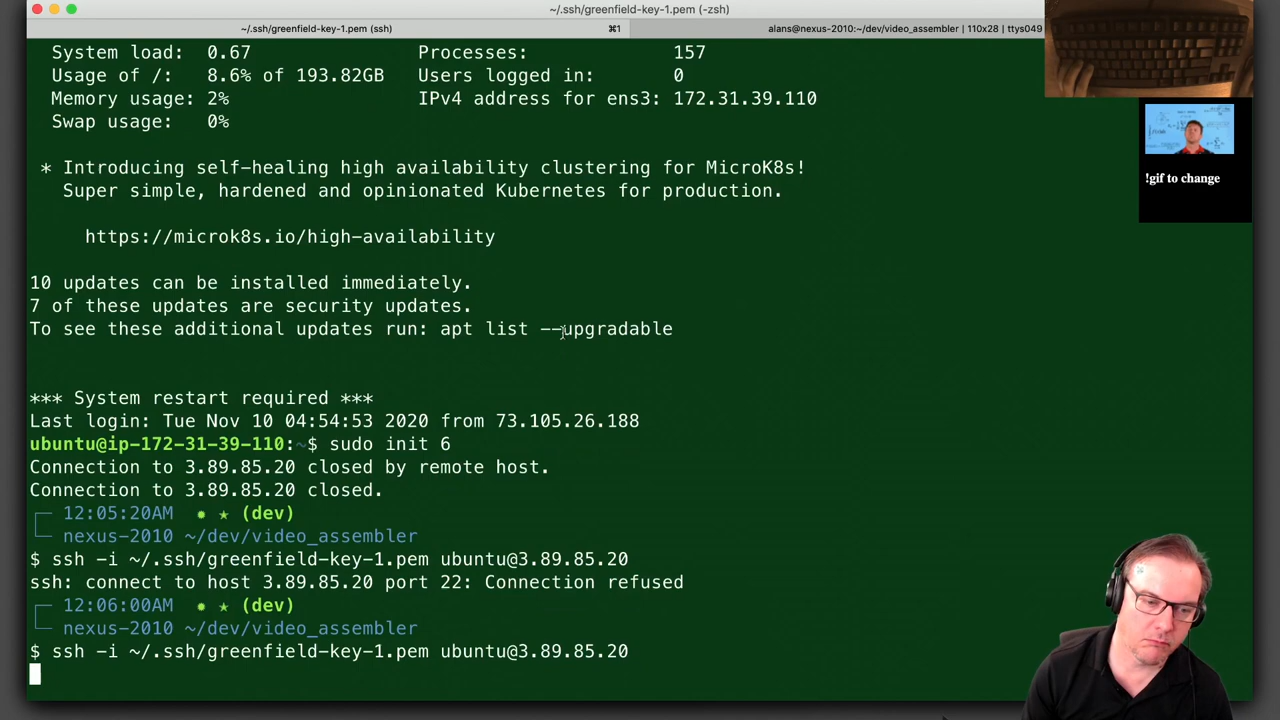 ~/.ssh/greenfield-key-1.pem (-zsh)
~/.ssh/greenfield-key-1.pem (ssh)
⌘1
alans@nexus-2010:~/dev/video_assembler | 110x28 | ttys049
System load: 0.67 Processes: 157
Usage of /: 8.6% of 193.82GB Users logged in: 0
Memory usage: 2% IPv4 address for ens3: 172.31.39.110
Swap usage: 0%
!gif to change
* Introducing self-healing high availability clustering for MicroK8s!
Super simple, hardened and opinionated Kubernetes for production.
https://microk8s.io/high-availability
10 updates can be installed immediately.
7 of these updates are security updates.
To see these additional updates run: apt list --upgradable
*** System restart required ***
Last login: Tue Nov 10 04:54:53 2020 from 73.105.26.188
ubuntu@ip-172-31-39-110:~$ sudo init 6
Connection to 3.89.85.20 closed by remote host.
Connection to 3.89.85.20 closed.
12:05:20AM ★ (dev)
nexus-2010 ~/dev/video_assembler
$ ssh -i ~/.ssh/greenfield-key-1.pem ubuntu@3.89.85.20
ssh: connect to host 3.89.85.20 port 22: Connection refused
12:06:00AM ★ (dev)
nexus-2010 ~/dev/video_assembler
$ ssh -i ~/.ssh/greenfield-key-1.pem ubuntu@3.89.85.20